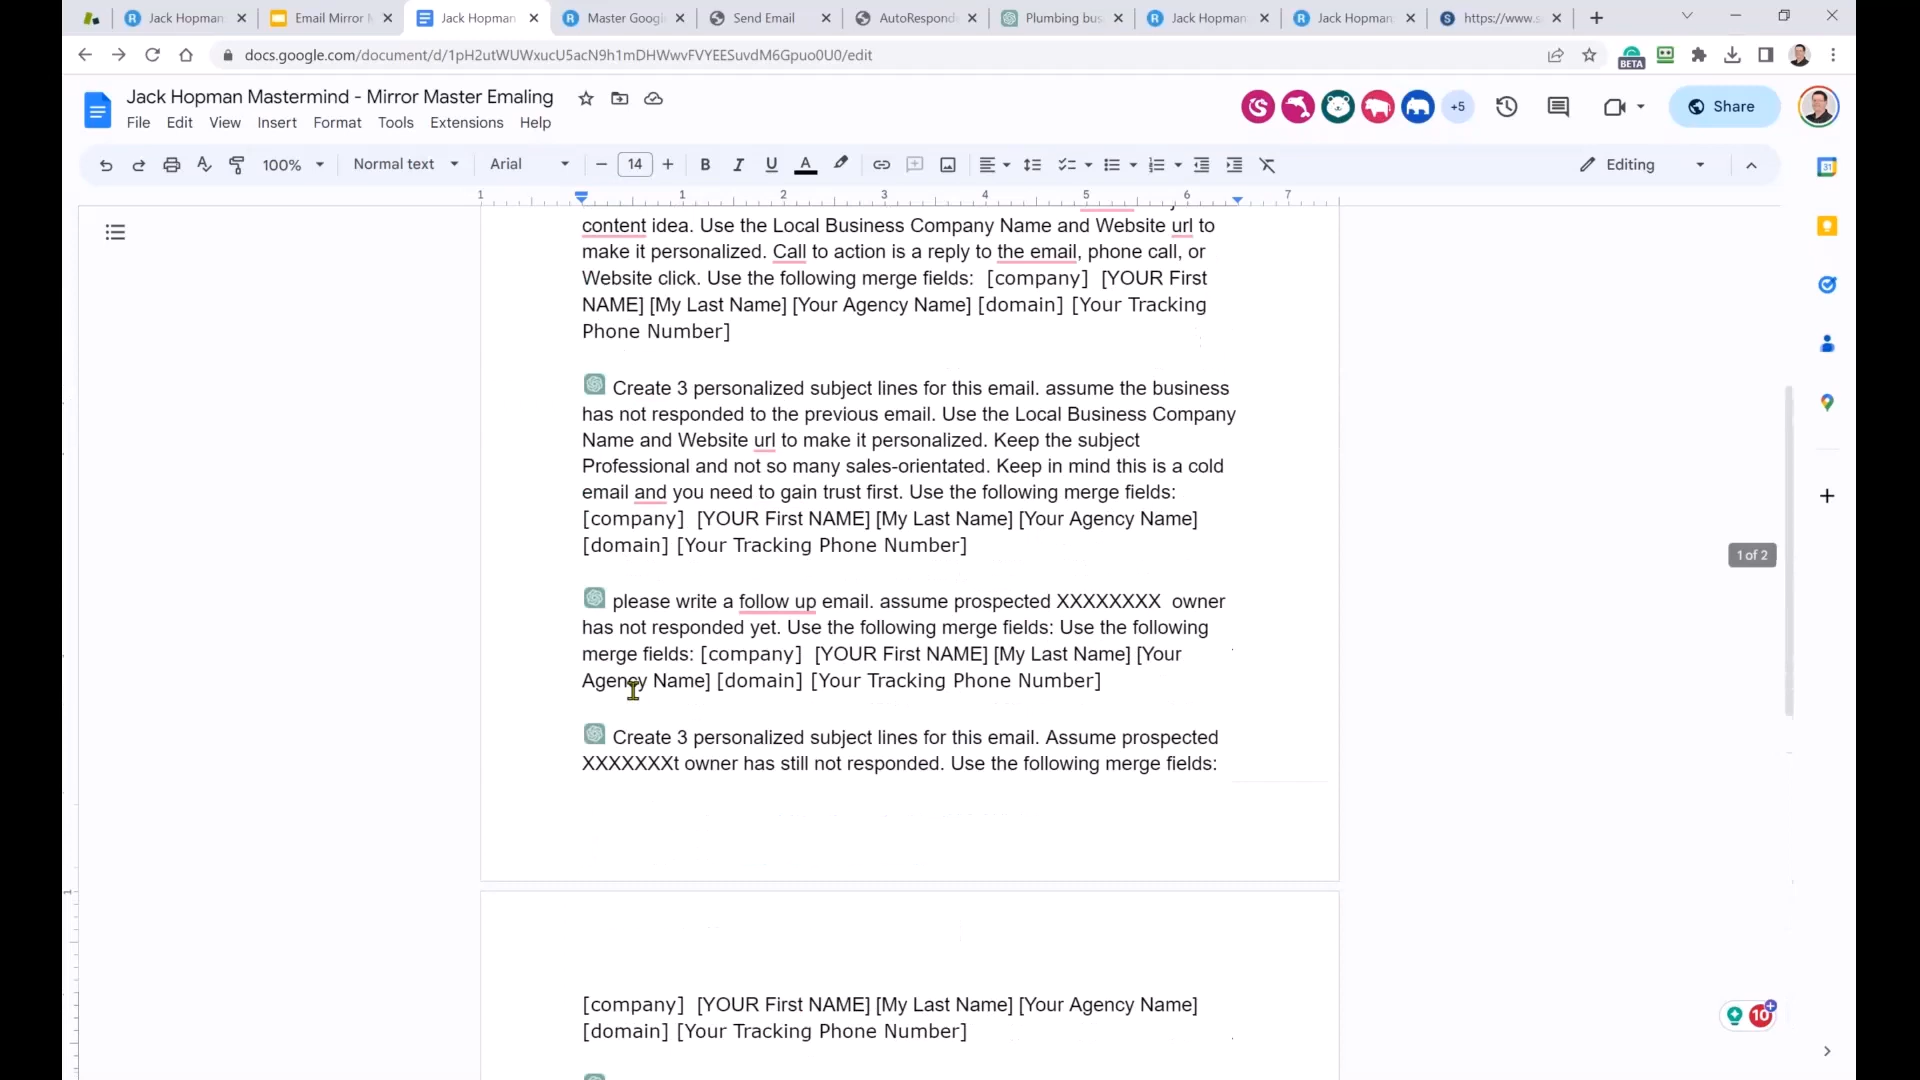 Jack Hopman
Email Mirror M
Jack Hopman
Master Googl
Send Email
AutoRespond
Plumbing bus
Jack Hopman
Jack Hopman
https://www.s
docs.google.com/document/d/1pH2utWUWxucU5acN9h1mDHWwvFVYEESuvdM6Gpuo0U0/edit
BETA
Jack Hopman Mastermind - Mirror Master Emaling
+5
Share
File Edit View Insert Format Tools Extensions Help
100% Normal text Arial 14 B I U A Editing
1 1 2 3 4 5 6 7
31
content idea. Use the Local Business Company Name and Website url to
make it personalized. Call to action is a reply to the email, phone call, or
Website click. Use the following merge fields: [company] [YOUR First
NAME] [My Last Name] [Your Agency Name] [domain] [Your Tracking
Phone Number]
Create 3 personalized subject lines for this email. assume the business
has not responded to the previous email. Use the Local Business Company
Name and Website url to make it personalized. Keep the subject
Professional and not so many sales-orientated. Keep in mind this is a cold
email and you need to gain trust first. Use the following merge fields:
[company] [YOUR First NAME] [My Last Name] [Your Agency Name]
[domain] [Your Tracking Phone Number]
1 of 2
please write a follow up email. assume prospected XXXXXXXX owner
has not responded yet. Use the following merge fields: Use the following
merge fields: [company] [YOUR First NAME] [My Last Name] [Your
Agency Name] [domain] [Your Tracking Phone Number]
Create 3 personalized subject lines for this email. Assume prospected
XXXXXXXt owner has still not responded. Use the following merge fields:
1
[company] [YOUR First NAME] [My Last Name] [Your Agency Name]
[domain] [Your Tracking Phone Number]
10